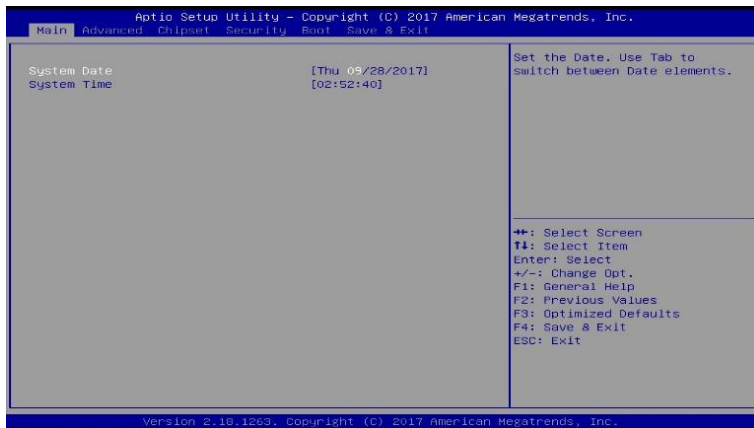 Aptio Setup Utility - Copyright (C) 2017 American Megatrends, Inc.
Main Advanced Chipset Security Boot Save & Exit
System Date [Thu 09/28/2017]
System Time [02:52:40]
Set the Date. Use Tab to
switch between Date elements.
→←: Select Screen
↑↓: Select Item
Enter: Select
+/-: Change Opt.
F1: General Help
F2: Previous Values
F3: Optimized Defaults
F4: Save & Exit
ESC: Exit
Version 2.18.1263. Copyright (C) 2017 American Megatrends, Inc.